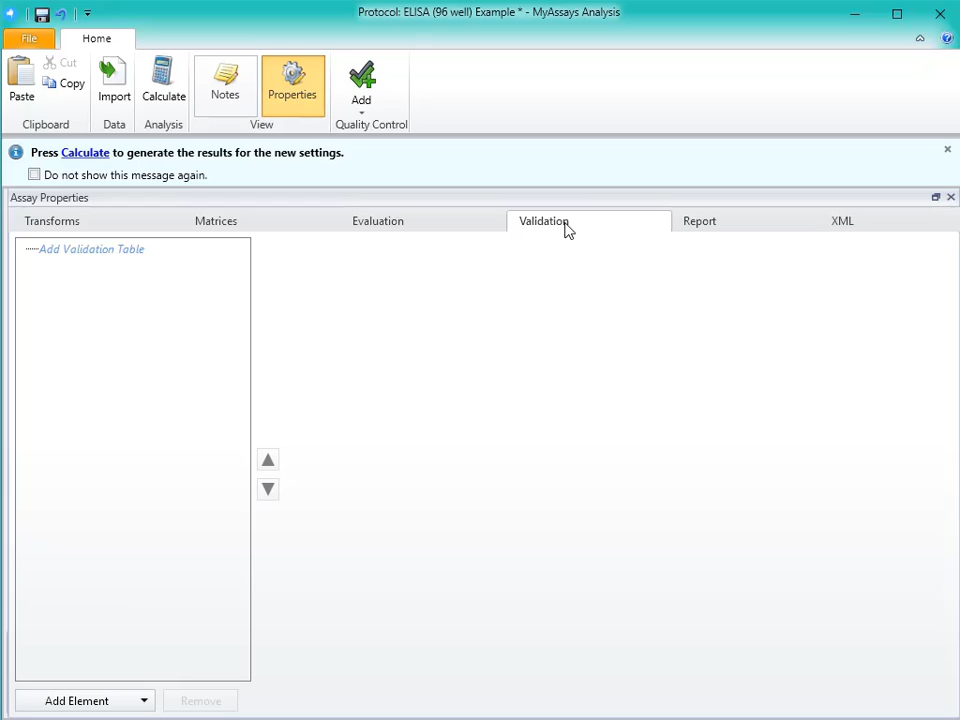 Protocol: ELISA (96 well) Example * - MyAssays Analysis
File
Home
Paste
Cut
Copy
Import
Calculate
Notes
Properties
Add
Clipboard
Data
Analysis
View
Quality Control
Press Calculate to generate the results for the new settings.
Do not show this message again.
Assay Properties
Transforms
Matrices
Evaluation
Validation
Report
XML
Add Validation Table
Add Element
Remove